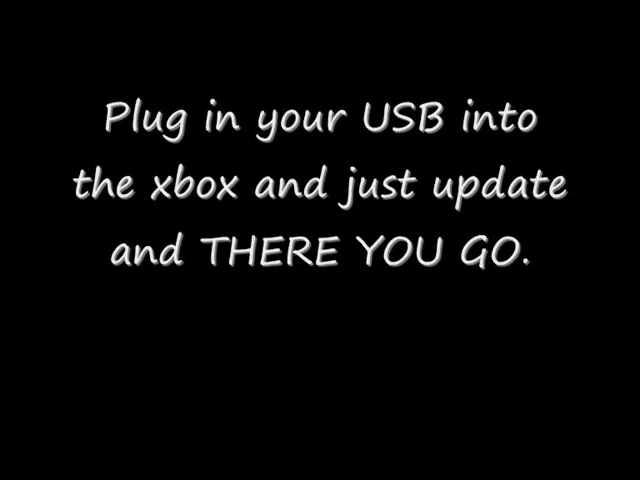 Plug in your USB into
the xbox and just update
and THERE YOU GO.